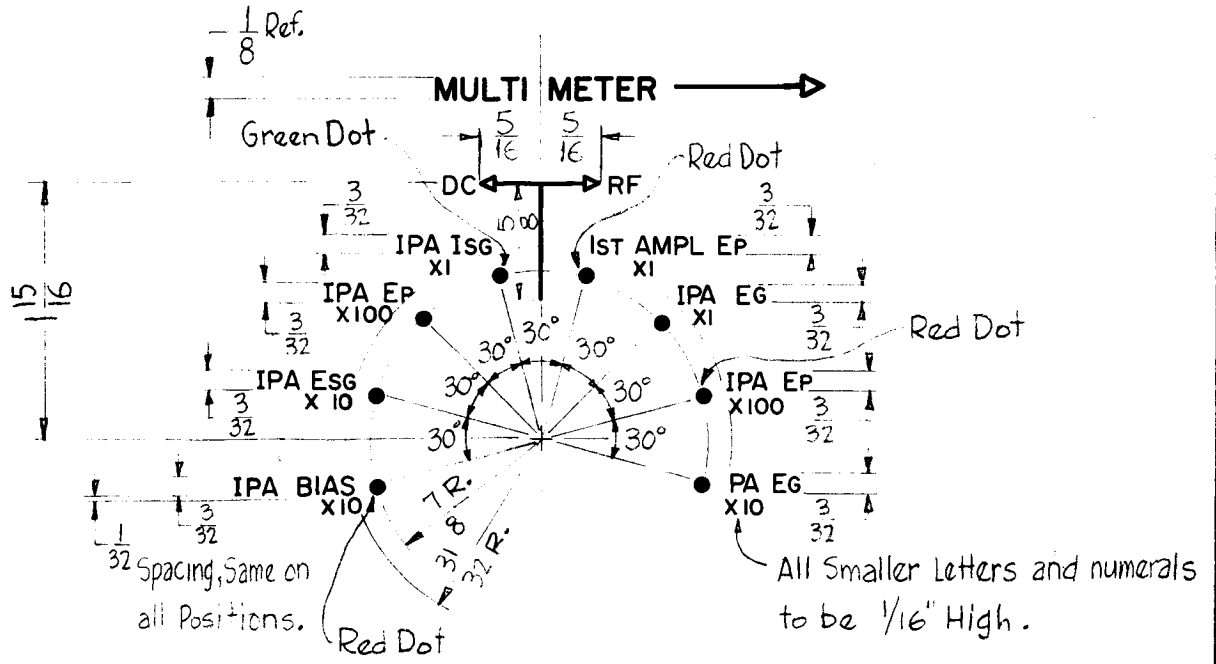 1/8 Ref.
MULTI METER
Green Dot
5/16 5/16
Red Dot
DC RF
3/32
3/32
5/8
IPA ISG
X1
1ST AMPL EP
X1
1 15/16
IPA EP
X100
IPA EG
X1
3/32
3/32
Red Dot
30° 30° 30° 30° 30° 30° 30°
IPA ESG
X 10
IPA EP
X100
3/32
3/32
IPA BIAS
X10
PA EG
X10
7/8 R.
31/32 R.
1/32
3/32
3/32
Spacing, Same on
all Positions.
Red Dot
All Smaller Letters and numerals
to be 1/16" High.